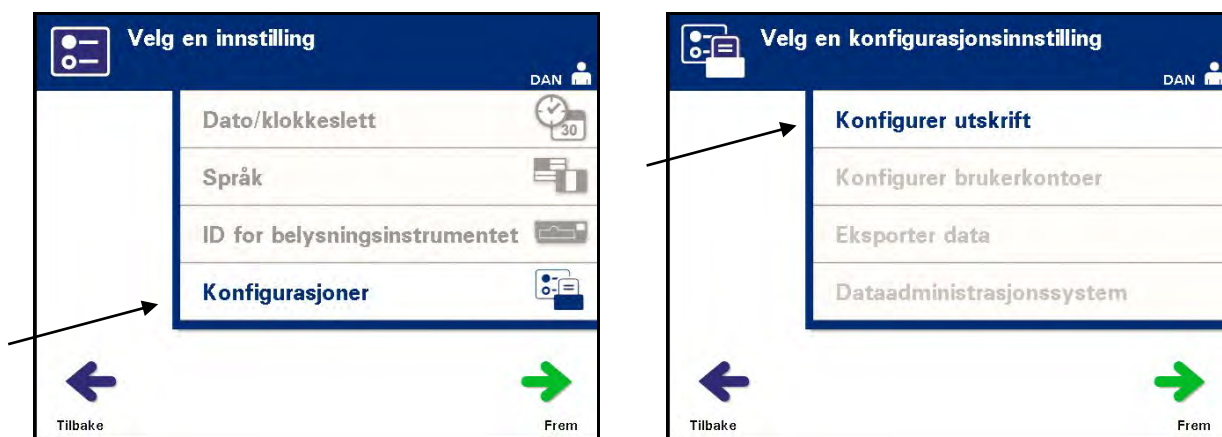 Velg en innstilling
DAN
Dato/klokkeslett
30
Språk
ID for belysningsinstrumentet
Konfigurasjoner
Tilbake
Frem
Velg en konfigurasjonsinnstilling
DAN
Konfigurer utskrift
Konfigurer brukerkontoer
Eksporter data
Dataadministrasjonssystem
Tilbake
Frem